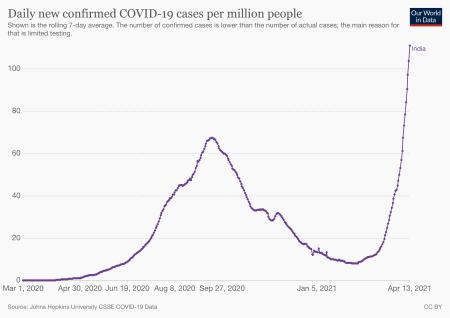 Daily new confirmed COVID-19 cases per million people
Our World
in Data
Shown is the rolling 7-day average. The number of confirmed cases is lower than the number of actual cases; the main reason for
that is limited testing.
India
100
80
60
40
20
0
Mar 1, 2020 Apr 30, 2020 Jun 19, 2020 Aug 8, 2020 Sep 27, 2020 Jan 5, 2021 Apr 13, 2021
Source: Johns Hopkins University CSSE COVID-19 Data CC BY